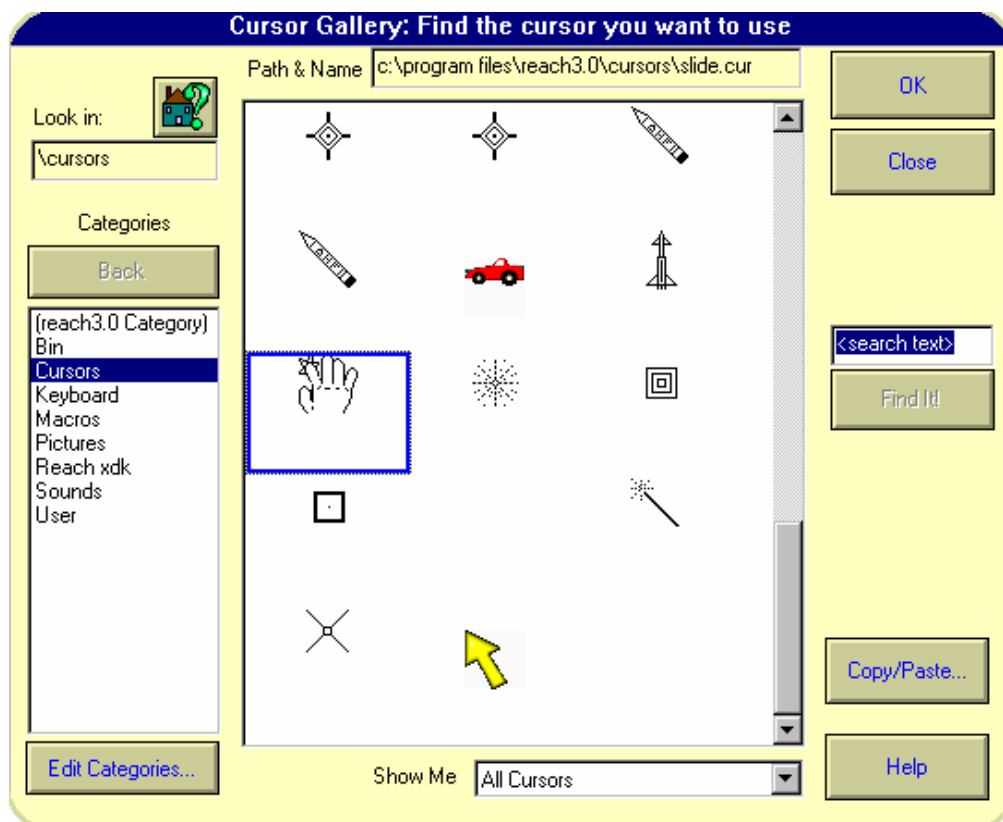 Cursor Gallery: Find the cursor you want to use
Path & Name c:\program files\reach3.0\cursors\slide.cur
OK
Look in:
\cursors
Close
Categories
Back
(reach3.0 Category)
Bin
Cursors
Keyboard
Macros
Pictures
Reach xdk
Sounds
User
<search text>
Find It!
Copy/Paste...
Edit Categories...
Show Me All Cursors
Help